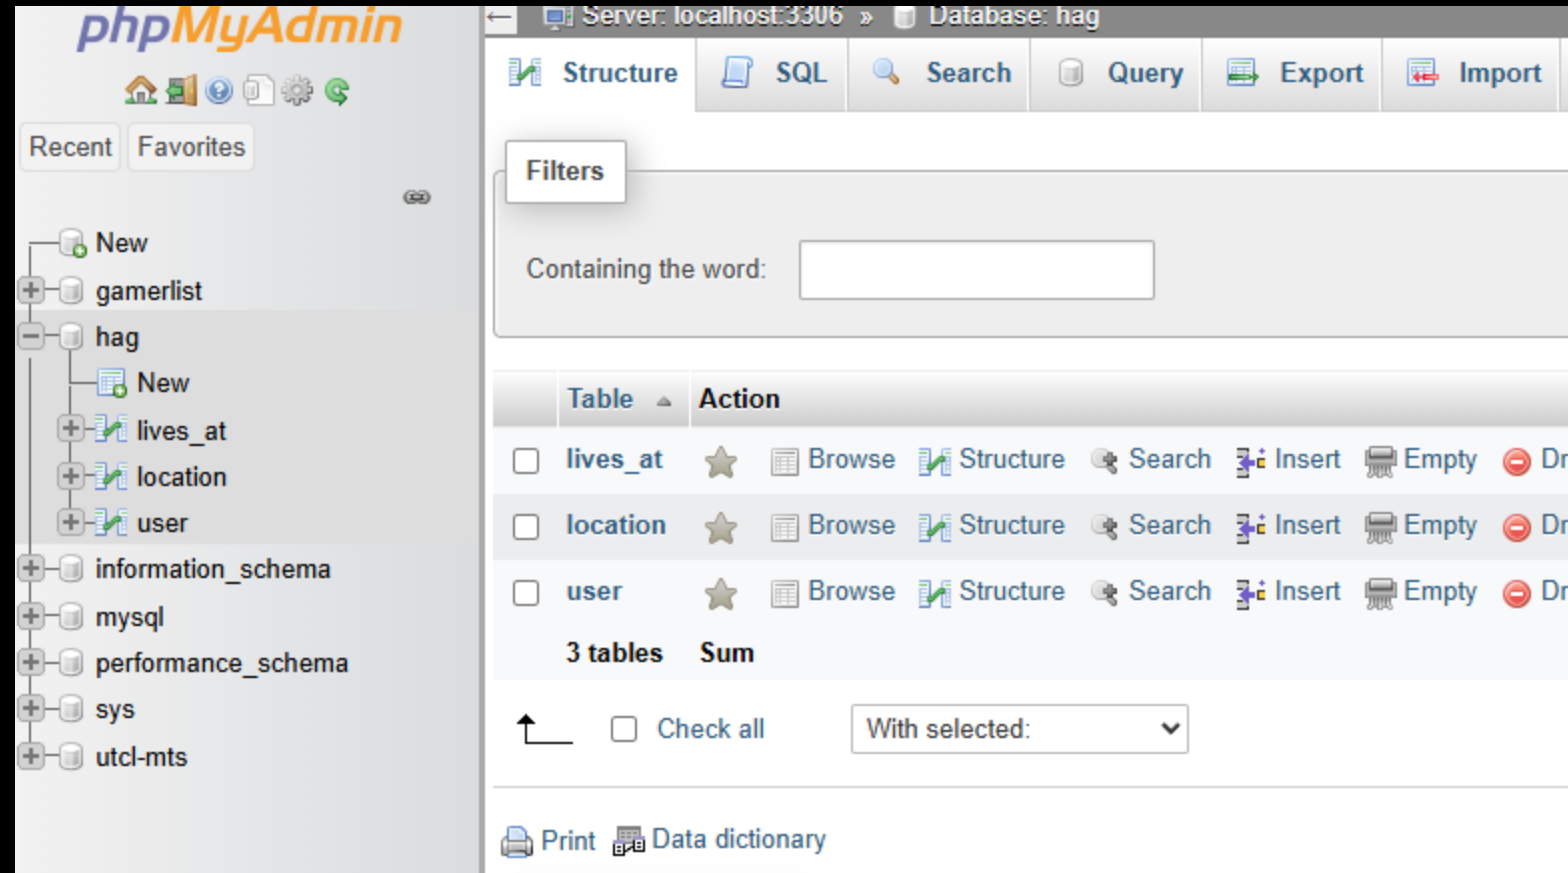 phpMyAdmin
Recent Favorites
New
gamerlist
hag
New
lives_at
location
user
information_schema
mysql
performance_schema
sys
utcl-mts
Server: localhost:3306 » Database: hag
Structure SQL Search Query Export Import
Filters
Containing the word:
Table Action
lives_at Browse Structure Search Insert Empty Dr
location Browse Structure Search Insert Empty Dr
user Browse Structure Search Insert Empty Dr
3 tables Sum
Check all With selected:
Print Data dictionary